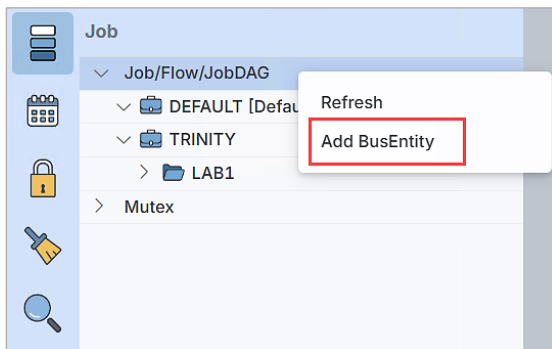 Job
Job/Flow/JobDAG
Refresh
DEFAULT [Defau
Add BusEntity
TRINITY
LAB1
Mutex